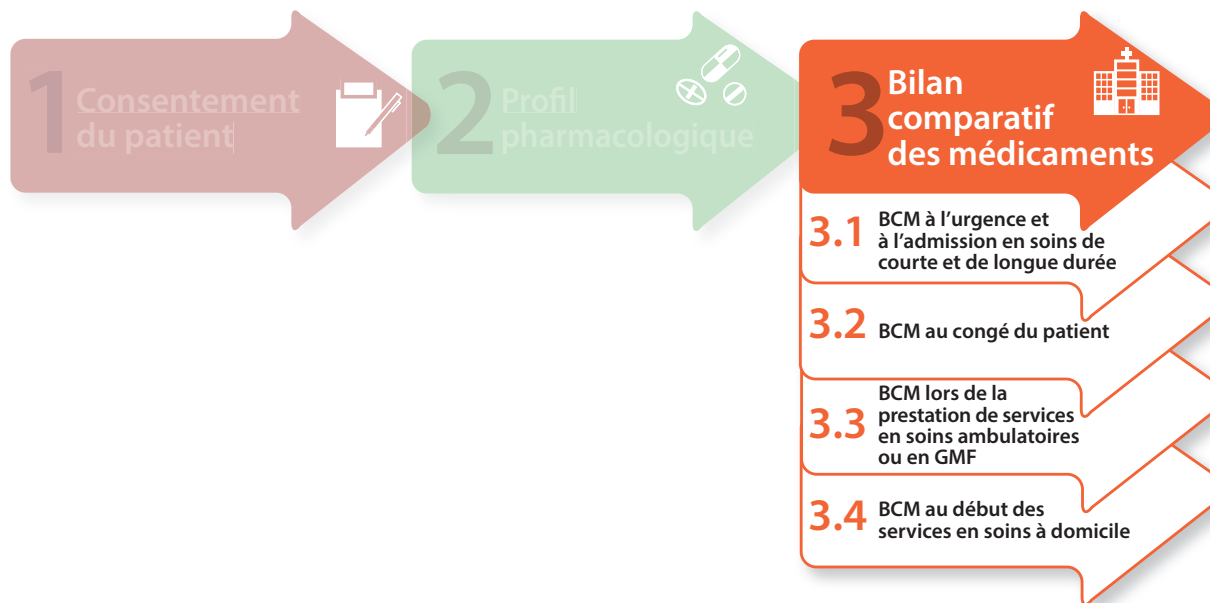 1
Consentement
du patient
2
Profil
pharmacologique
3
Bilan
comparatif
des médicaments
3.1
BCM à l’urgence et
à l’admission en soins de
courte et de longue durée
3.2
BCM au congé du patient
3.3
BCM lors de la
prestation de services
en soins ambulatoires
ou en GMF
3.4
BCM au début des
services en soins à domicile